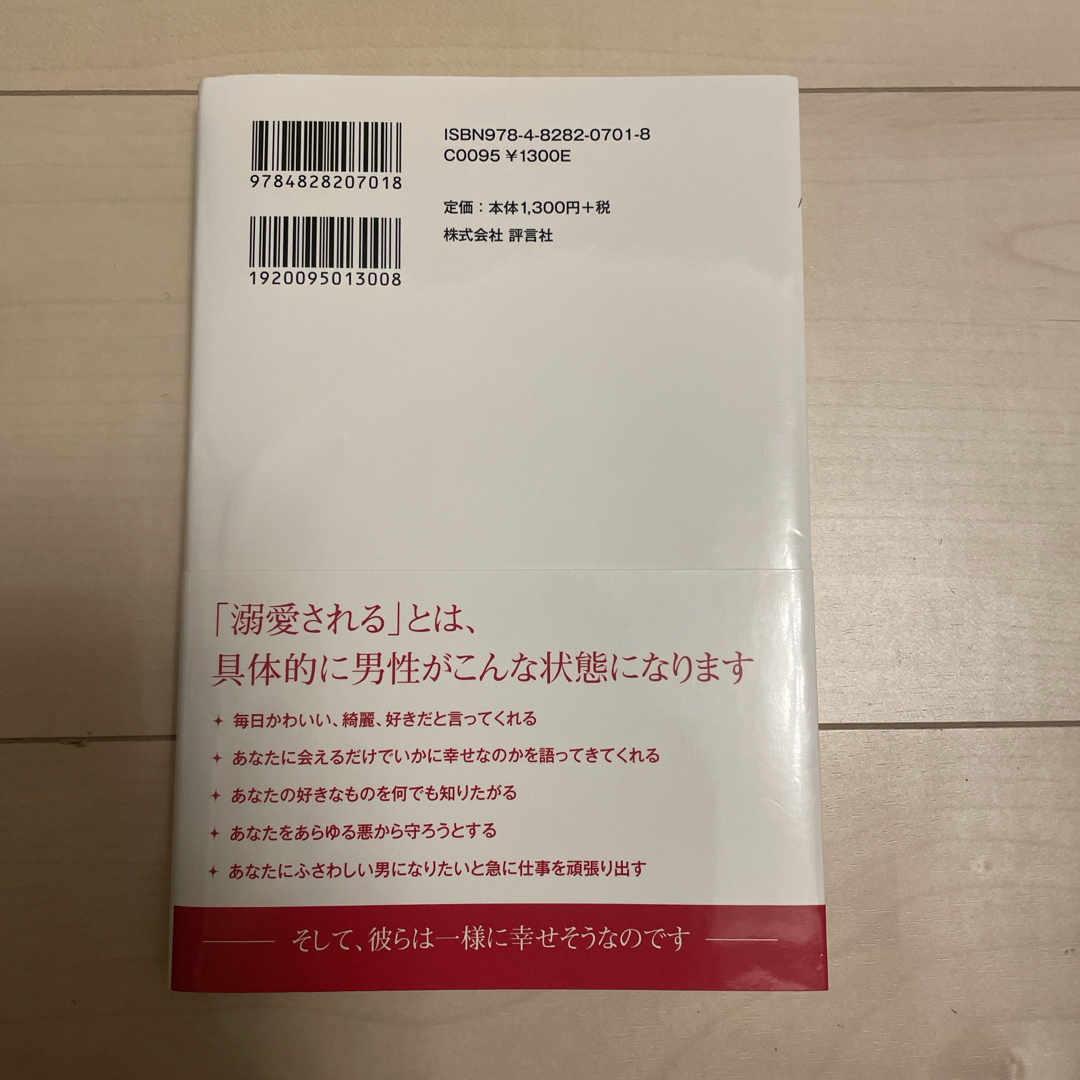 9784828207018
1920095013008
ISBN978-4-8282-0701-8
C0095 ¥1300E
定価：本体1,300円+税
株式会社 評言社
「溺愛される」とは、
具体的に男性がこんな状態になります
毎日かわいい、綺麗、好きだと言ってくれる
あなたに会えるだけでいかに幸せなのかを語ってきてくれる
あなたの好きなものを何でも知りたがる
あなたをあらゆる悪から守ろうとする
あなたにふさわしい男になりたいと急に仕事を頑張り出す
そして、彼らは一様に幸せそうなのです